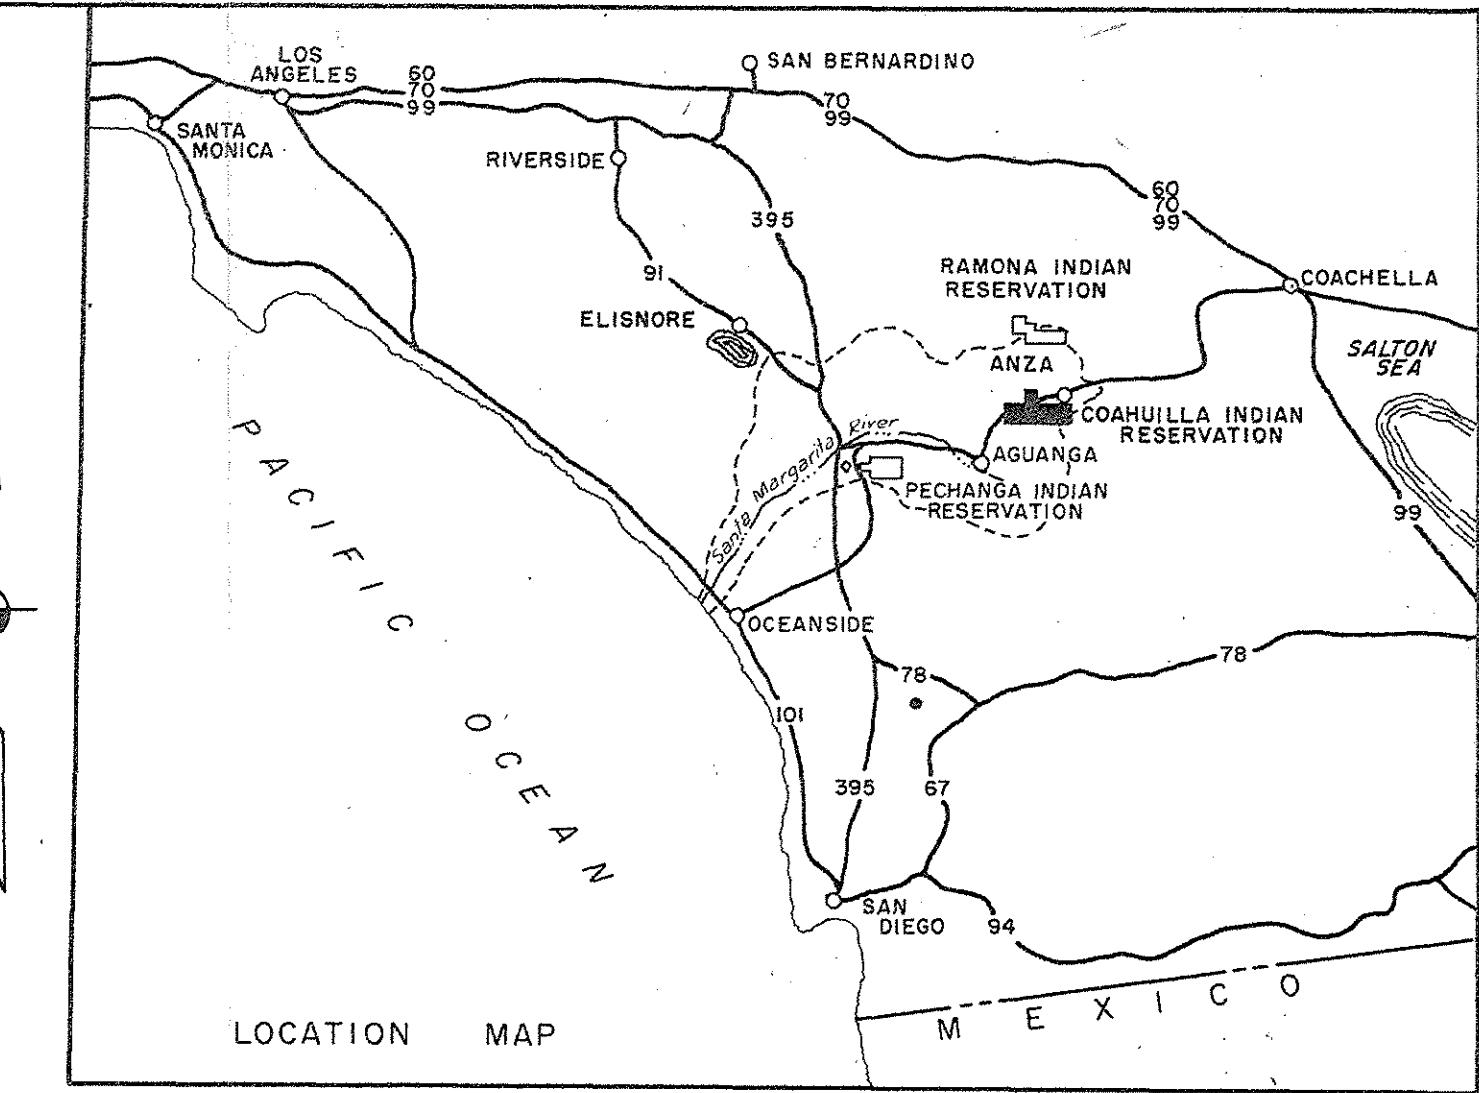 LOS
ANGELES
60
70
99
SAN BERNARDINO
70
99
SANTA
MONICA
RIVERSIDE
60
70
99
395
91
RAMONA INDIAN
RESERVATION
COACHELLA
ELISNORE
SALTON
SEA
ANZA
COAHUILLA INDIAN
RESERVATION
Santa Margarita River
AGUANGA
PECHANGA INDIAN
RESERVATION
99
PACIFIC
OCEAN
OCEANSIDE
78
78
101
395
67
SAN
DIEGO
94
MEXICO
LOCATION MAP